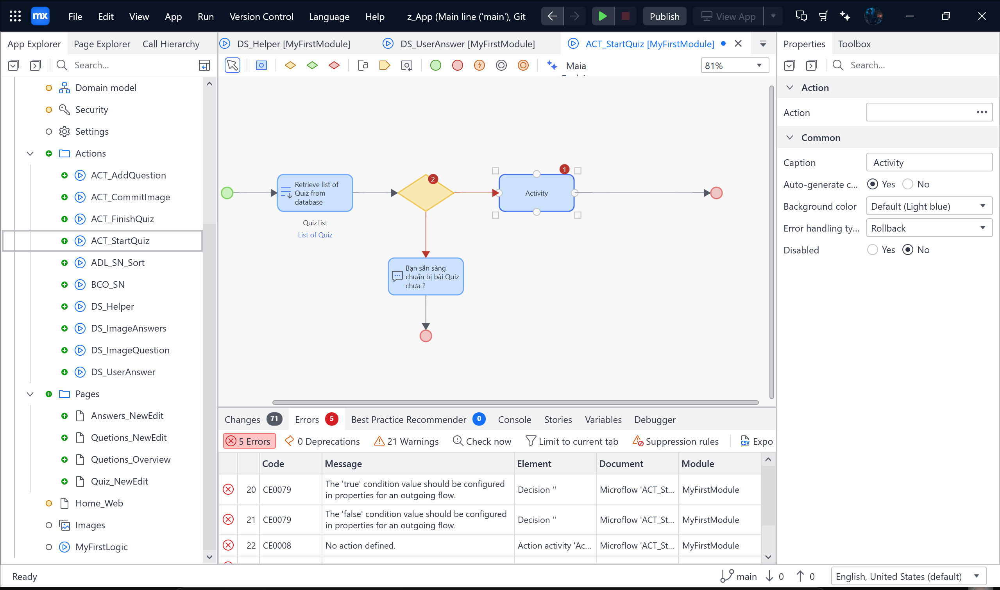 mx File Edit View App Run Version Control Language Help z_App (Main line ('main'), Git Publish View App
App Explorer Page Explorer Call Hierarchy
Search...
Domain model
Security
Settings
Actions
ACT_AddQuestion
ACT_CommitImage
ACT_FinishQuiz
ACT_StartQuiz
ADL_SN_Sort
BCO_SN
DS_Helper
DS_ImageAnswers
DS_ImageQuestion
DS_UserAnswer
Pages
Answers_NewEdit
Quetions_NewEdit
Quetions_Overview
Quiz_NewEdit
Home_Web
Images
MyFirstLogic
DS_Helper [MyFirstModule] DS_UserAnswer [MyFirstModule] ACT_StartQuiz [MyFirstModule]
Maia
81%
Retrieve list of
Quiz from
database
QuizList
List of Quiz
2
1
Activity
Bạn sẵn sàng
chuẩn bị bài Quiz
chưa ?
Changes 71 Errors 5 Best Practice Recommender 0 Console Stories Variables Debugger
5 Errors 0 Deprecations 21 Warnings Check now Limit to current tab Suppression rules CSV Expor
Code Message Element Document Module
20 CE0079 The 'true' condition value should be configured
in properties for an outgoing flow. Decision '' Microflow 'ACT_St... MyFirstModule
21 CE0079 The 'false' condition value should be configured
in properties for an outgoing flow. Decision '' Microflow 'ACT_St... MyFirstModule
22 CE0008 No action defined. Action activity 'Ac... Microflow 'ACT_St... MyFirstModule
Properties Toolbox
Search...
Action
Action ...
Common
Caption Activity
Auto-generate c... Yes No
Background color Default (Light blue)
Error handling ty... Rollback
Disabled Yes No
Ready main 0 0 English, United States (default)